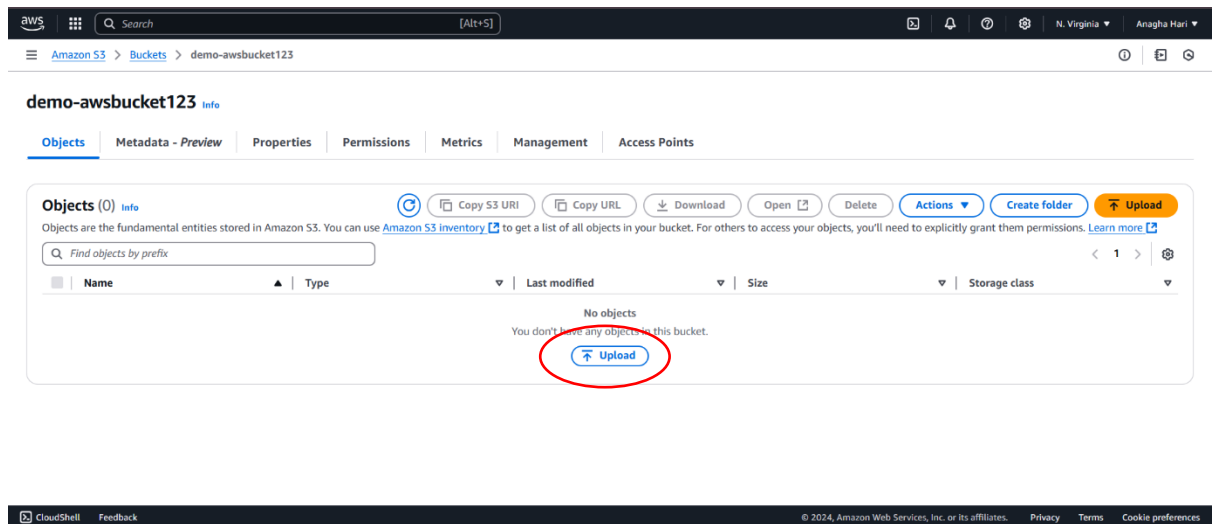 aws Search [Alt+S] N. Virginia Anagha Hari
Amazon S3 > Buckets > demo-awsbucket123
demo-awsbucket123 Info
Objects Metadata - Preview Properties Permissions Metrics Management Access Points
Objects (0) Info Copy S3 URI Copy URL Download Open Delete Actions Create folder Upload
Objects are the fundamental entities stored in Amazon S3. You can use Amazon S3 inventory to get a list of all objects in your bucket. For others to access your objects, you'll need to explicitly grant them permissions. Learn more
Find objects by prefix < 1 >
Name Type Last modified Size Storage class
No objects
You don't have any objects in this bucket.
Upload
CloudShell Feedback © 2024, Amazon Web Services, Inc. or its affiliates. Privacy Terms Cookie preferences